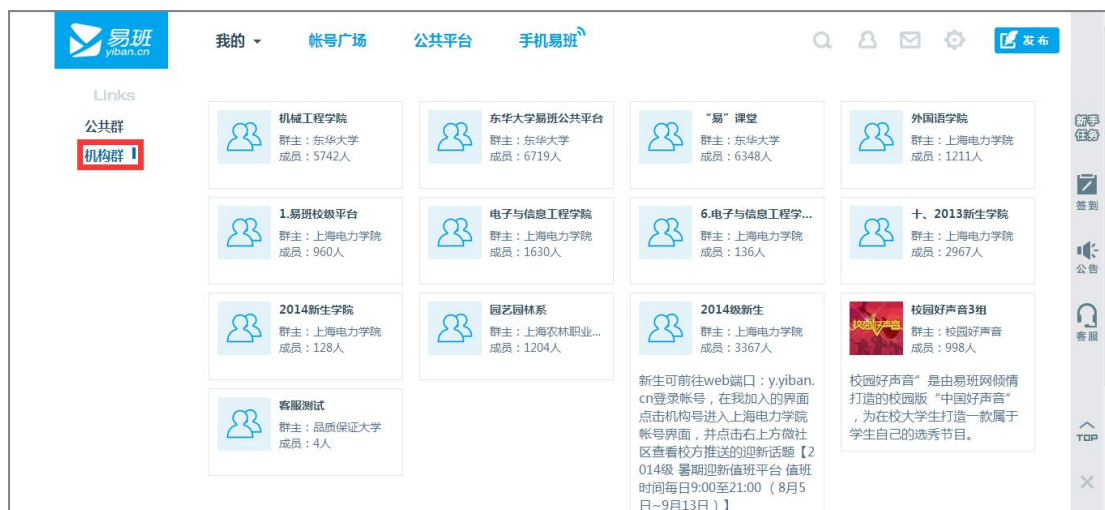 易班
yiban.cn
我的
帐号广场
公共平台
手机易班
发布
Links
公共群
机构群
机械工程学院
群主：东华大学
成员：5742人
东华大学易班公共平台
群主：东华大学
成员：6719人
“易”课堂
群主：东华大学
成员：6348人
外国语学院
群主：上海电力学院
成员：1211人
1.易班校级平台
群主：上海电力学院
成员：960人
电子与信息工程学院
群主：上海电力学院
成员：1630人
6.电子与信息工程学...
群主：上海电力学院
成员：136人
十、2013新生学院
群主：上海电力学院
成员：2967人
2014新生学院
群主：上海电力学院
成员：128人
园艺园林系
群主：上海农林职业...
成员：1204人
2014级新生
群主：上海电力学院
成员：3367人
新生可前往web端口：y.yiban.
cn登录帐号，在我加入的界面
点击机构号进入上海电力学院
帐号界面，并点击右上方微社
区查看校方推送的迎新话题【2
014级 暑期迎新值班平台 值班
时间每日9:00至21:00 （8月5
日~9月13日）】
校园好声音
校园好声音3组
群主：校园好声音
成员：998人
校园好声音”是由易班网倾情
打造的校园版“中国好声音”
，为在校大学生打造一款属于
学生自己的选秀节目。
客服测试
群主：品质保证大学
成员：4人
新手
任务
签到
公告
客服
TOP